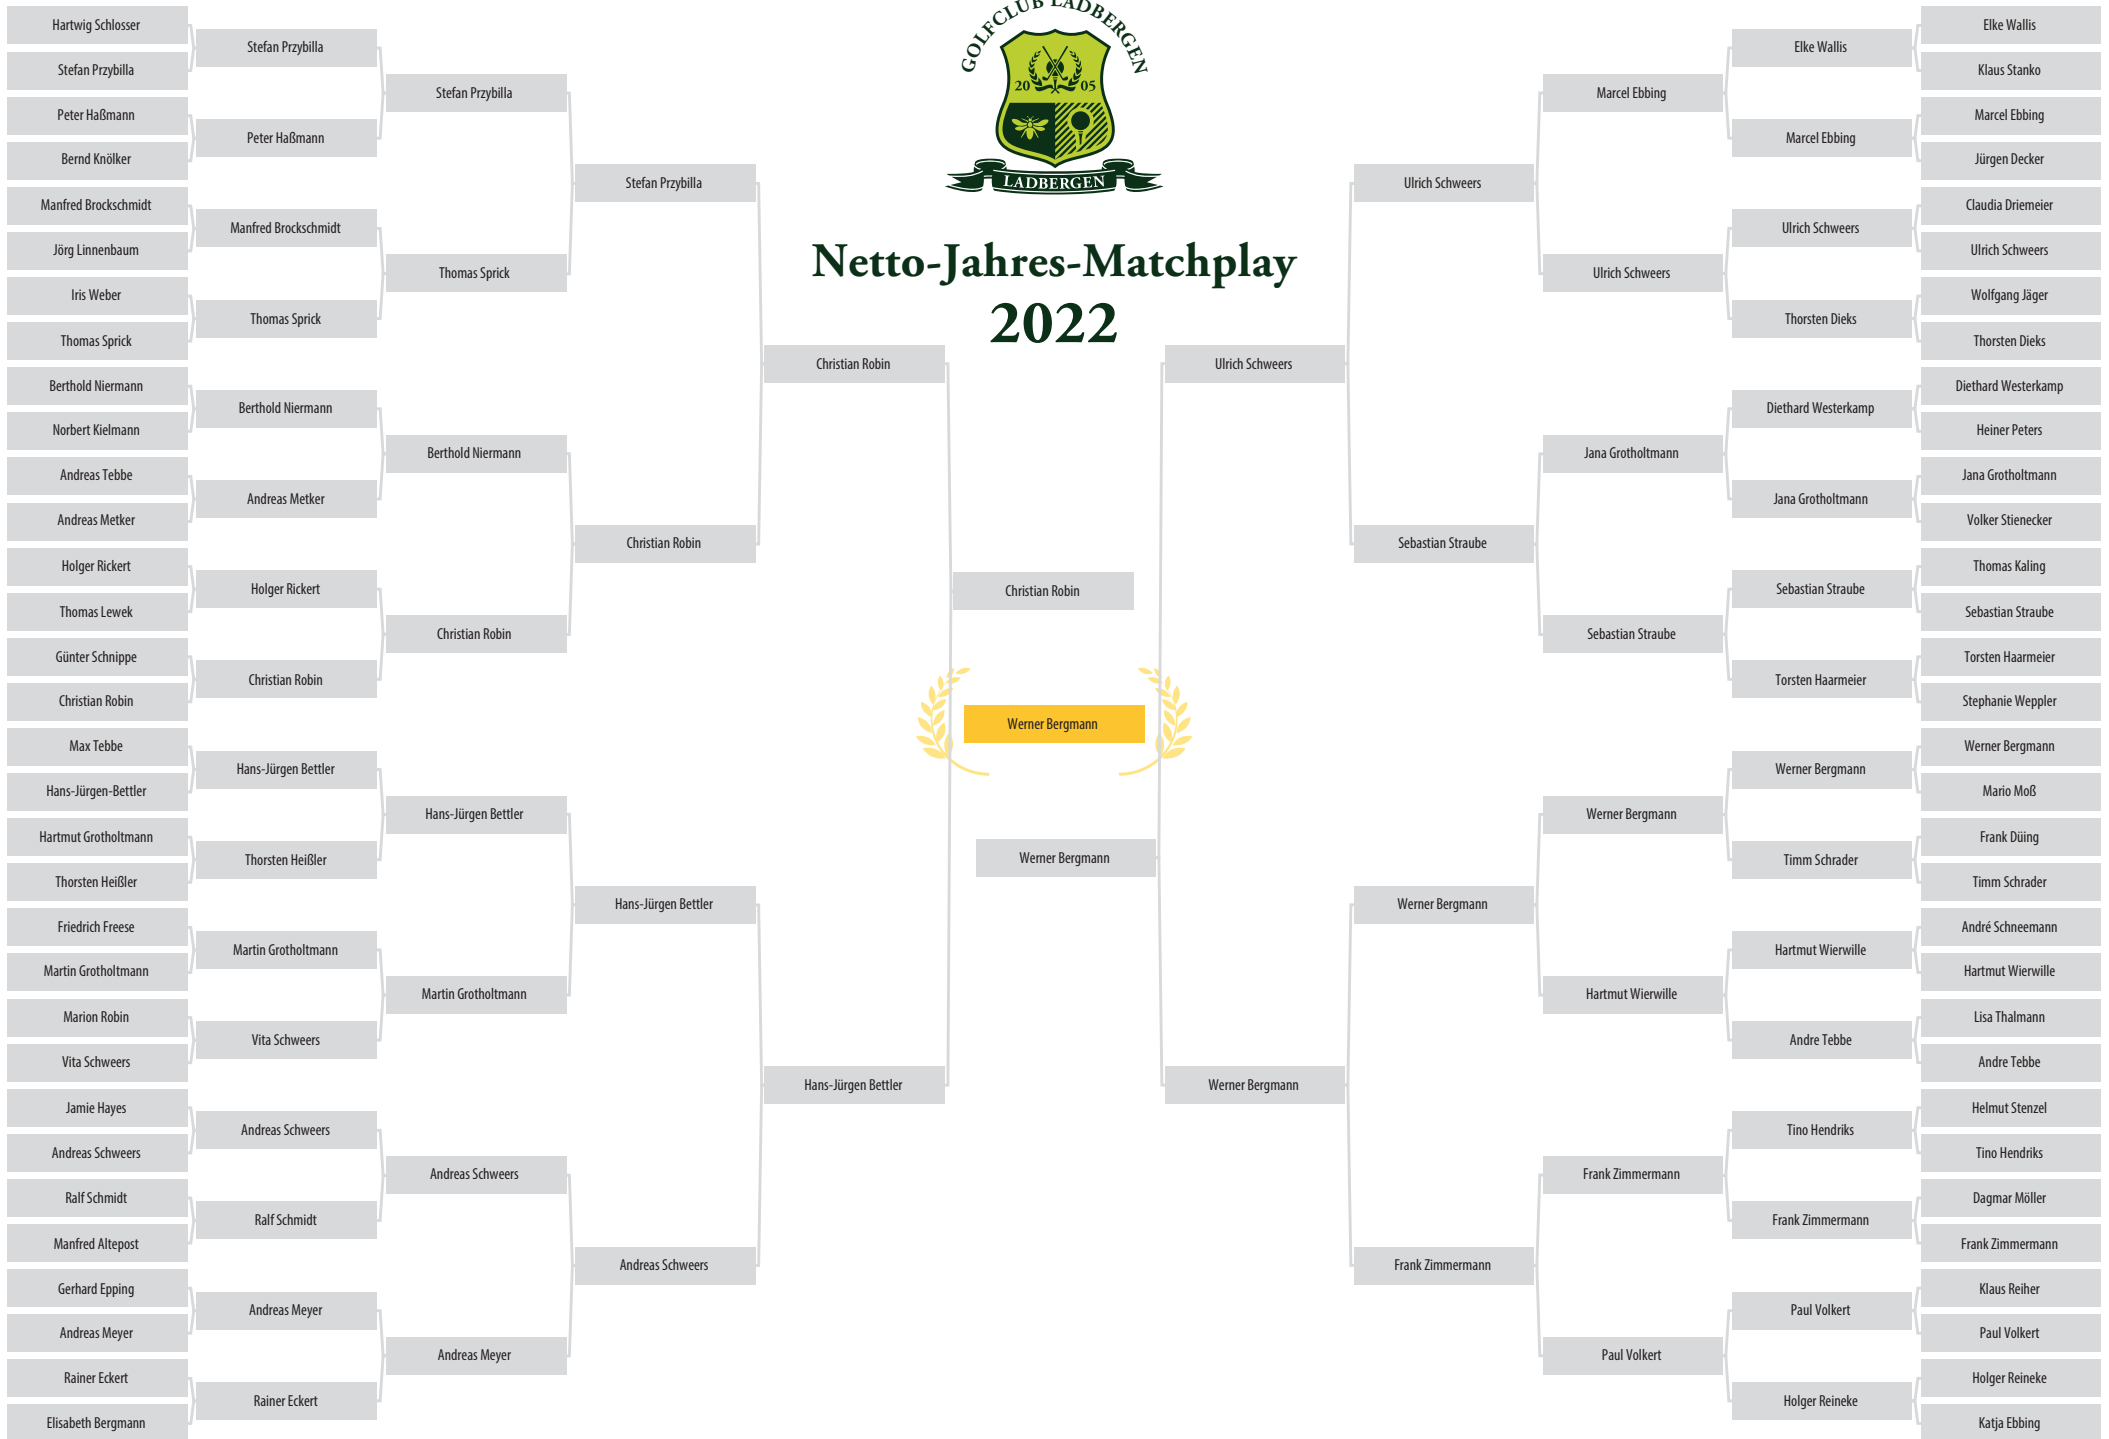 GOLFCLUB LADBERGEN
20 05
LADBERGEN
Netto-Jahres-Matchplay
2022
Hartwig Schlosser
Stefan Przybilla
Peter Haßmann
Bernd Knölker
Manfred Brockschmidt
Jörg Linnenbaum
Iris Weber
Thomas Sprick
Berthold Niermann
Norbert Kielmann
Andreas Tebbe
Andreas Metker
Holger Rickert
Thomas Lewek
Günter Schnippe
Christian Robin
Max Tebbe
Hans-Jürgen-Bettler
Hartmut Grotholtmann
Thorsten Heißler
Friedrich Freese
Martin Grotholtmann
Marion Robin
Vita Schweers
Jamie Hayes
Andreas Schweers
Ralf Schmidt
Manfred Altepost
Gerhard Epping
Andreas Meyer
Rainer Eckert
Elisabeth Bergmann
Stefan Przybilla
Peter Haßmann
Manfred Brockschmidt
Thomas Sprick
Berthold Niermann
Andreas Metker
Holger Rickert
Christian Robin
Hans-Jürgen Bettler
Thorsten Heißler
Martin Grotholtmann
Vita Schweers
Andreas Schweers
Ralf Schmidt
Andreas Meyer
Rainer Eckert
Stefan Przybilla
Thomas Sprick
Berthold Niermann
Christian Robin
Hans-Jürgen Bettler
Martin Grotholtmann
Andreas Schweers
Andreas Meyer
Stefan Przybilla
Christian Robin
Hans-Jürgen Bettler
Andreas Schweers
Christian Robin
Hans-Jürgen Bettler
Christian Robin
Werner Bergmann
Werner Bergmann
Ulrich Schweers
Werner Bergmann
Ulrich Schweers
Sebastian Straube
Werner Bergmann
Frank Zimmermann
Marcel Ebbing
Ulrich Schweers
Jana Grotholtmann
Sebastian Straube
Werner Bergmann
Hartmut Wierwille
Frank Zimmermann
Paul Volkert
Elke Wallis
Marcel Ebbing
Ulrich Schweers
Thorsten Dieks
Diethard Westerkamp
Jana Grotholtmann
Sebastian Straube
Torsten Haarmeier
Werner Bergmann
Timm Schrader
Hartmut Wierwille
Andre Tebbe
Tino Hendriks
Frank Zimmermann
Paul Volkert
Holger Reineke
Elke Wallis
Klaus Stanko
Marcel Ebbing
Jürgen Decker
Claudia Driemeier
Ulrich Schweers
Wolfgang Jäger
Thorsten Dieks
Diethard Westerkamp
Heiner Peters
Jana Grotholtmann
Volker Stienecker
Thomas Kaling
Sebastian Straube
Torsten Haarmeier
Stephanie Weppler
Werner Bergmann
Mario Moß
Frank Düing
Timm Schrader
André Schneemann
Hartmut Wierwille
Lisa Thalmann
Andre Tebbe
Helmut Stenzel
Tino Hendriks
Dagmar Möller
Frank Zimmermann
Klaus Reiher
Paul Volkert
Holger Reineke
Katja Ebbing